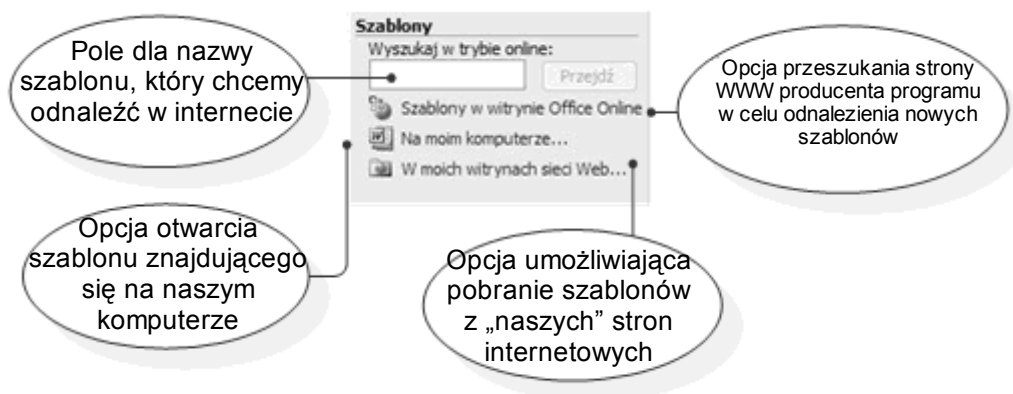 Szablony
Wyszukaj w trybie online:
Przejdź
Szablony w witrynie Office Online
Na moim komputerze...
W moich witrynach sieci Web...
Pole dla nazwy
szablonu, który chcemy
odnaleźć w internecie
Opcja przeszukania strony
WWW producenta programu
w celu odnalezienia nowych
szablonów
Opcja otwarcia
szablonu znajdującego
się na naszym
komputerze
Opcja umożliwiająca
pobranie szablonów
z „naszych” stron
internetowych